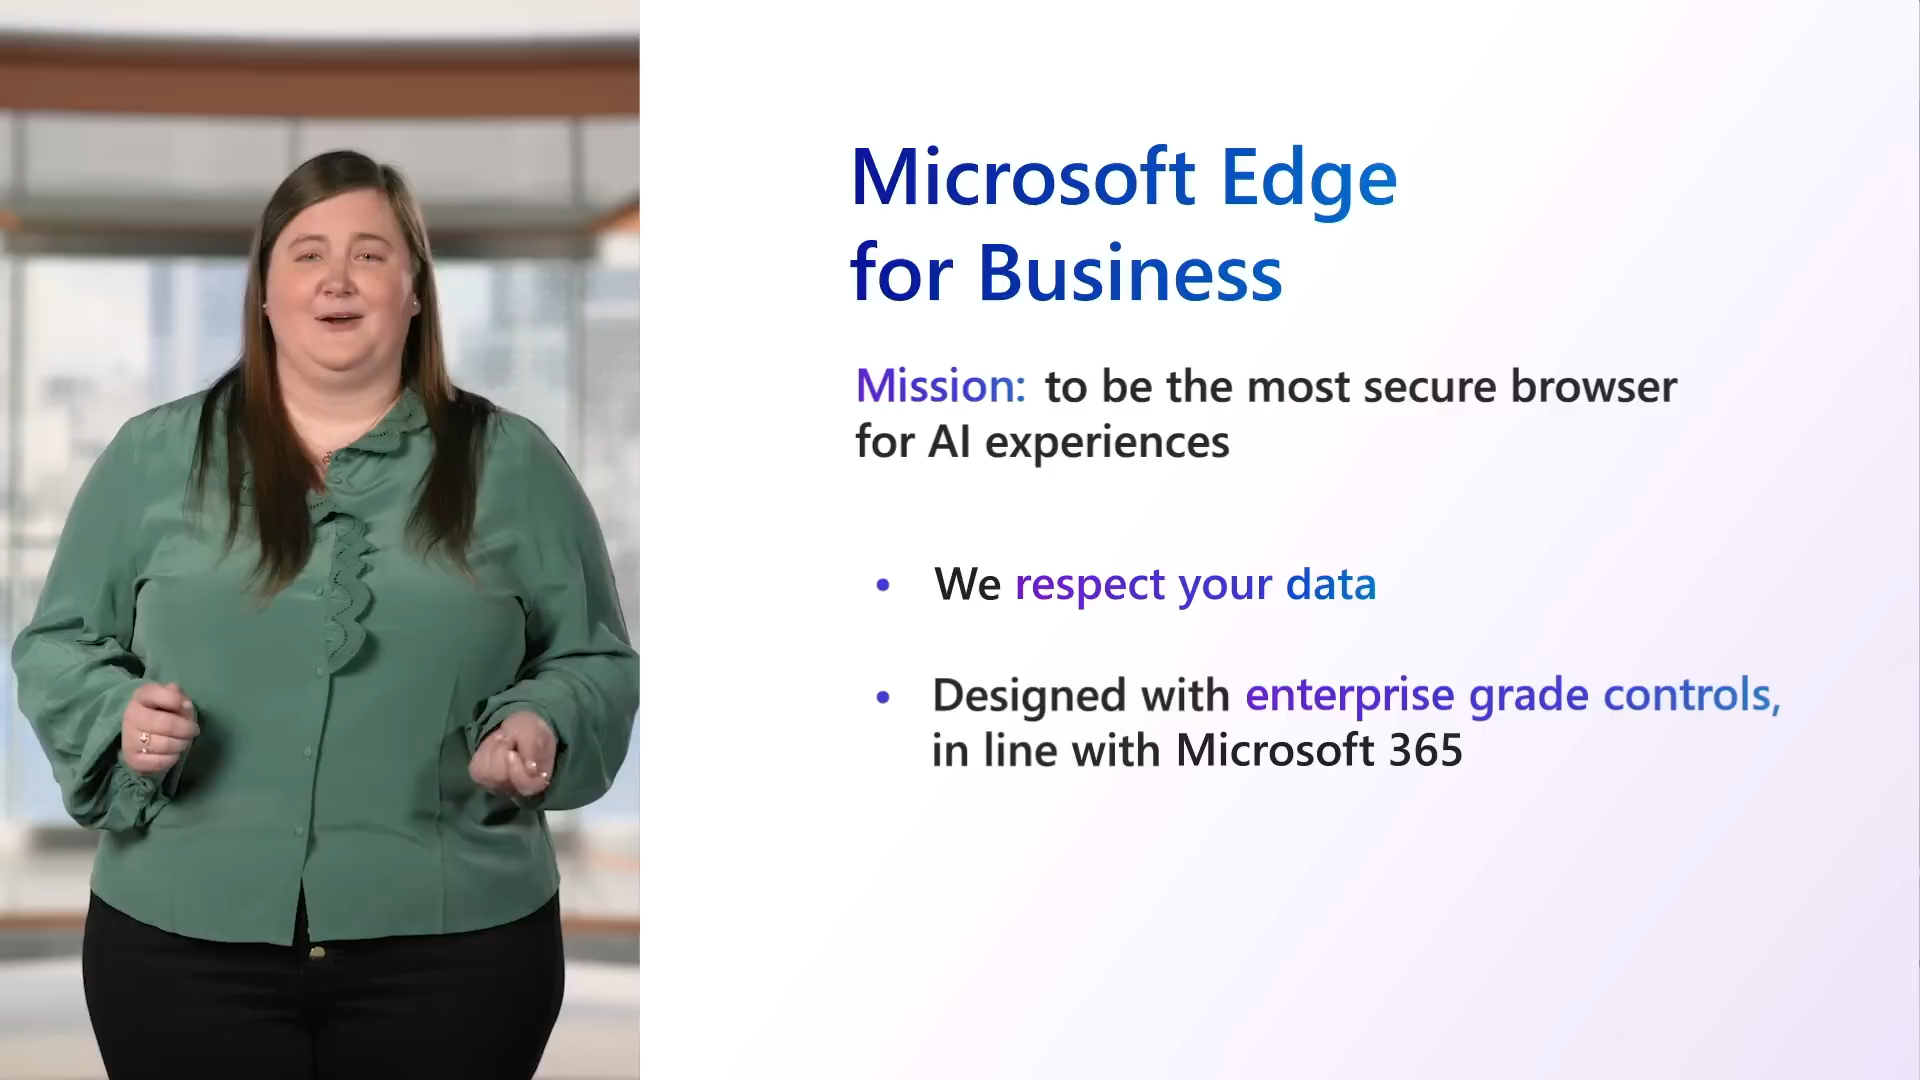 Microsoft Edge
for Business
Mission: to be the most secure browser
for AI experiences
• We respect your data
• Designed with enterprise grade controls,
in line with Microsoft 365